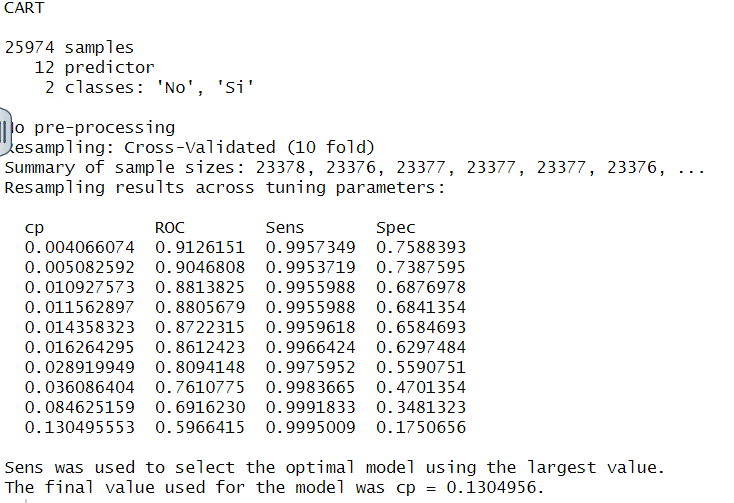 CART
25974 samples
12 predictor
2 classes: 'No', 'Si'
o pre-processing
esampling: Cross-Validated (10 fold)
Summary of sample sizes: 23378, 23376, 23377, 23377, 23377, 23376, ...
Resampling results across tuning parameters:
cp ROC Sens Spec
0.004066074 0.9126151 0.9957349 0.7588393
0.005082592 0.9046808 0.9953719 0.7387595
0.010927573 0.8813825 0.9955988 0.6876978
0.011562897 0.8805679 0.9955988 0.6841354
0.014358323 0.8722315 0.9959618 0.6584693
0.016264295 0.8612423 0.9966424 0.6297484
0.028919949 0.8094148 0.9975952 0.5590751
0.036086404 0.7610775 0.9983665 0.4701354
0.084625159 0.6916230 0.9991833 0.3481323
0.130495553 0.5966415 0.9995009 0.1750656
Sens was used to select the optimal model using the largest value.
The final value used for the model was cp = 0.1304956.